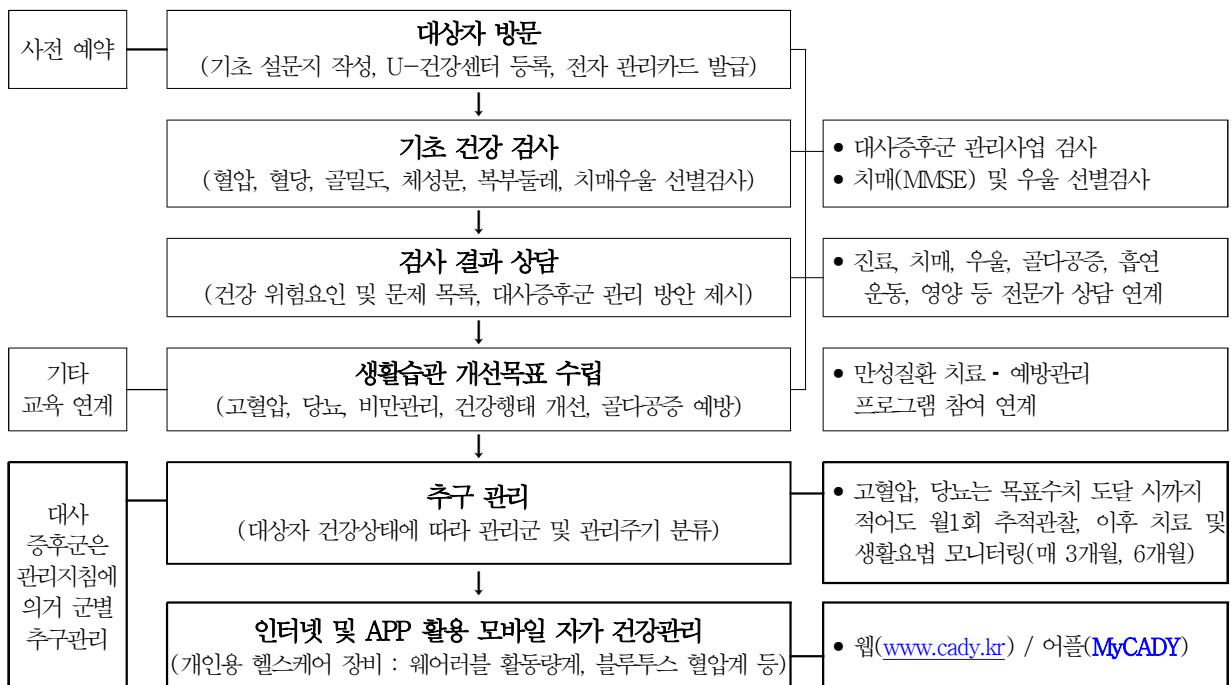 사전 예약
대상자 방문
(기초 설문지 작성, U-건강센터 등록, 전자 관리카드 발급)
기초 건강 검사
(혈압, 혈당, 골밀도, 체성분, 복부둘레, 치매우울 선별검사)
• 대사증후군 관리사업 검사
• 치매(MMSE) 및 우울 선별검사
검사 결과 상담
(건강 위험요인 및 문제 목록, 대사증후군 관리 방안 제시)
• 진료, 치매, 우울, 골다공증, 흡연
운동, 영양 등 전문가 상담 연계
기타
교육 연계
생활습관 개선목표 수립
(고혈압, 당뇨, 비만관리, 건강행태 개선, 골다공증 예방)
• 만성질환 치료 - 예방관리
프로그램 참여 연계
대사
증후군은
관리지침에
의거 군별
추구관리
추구 관리
(대상자 건강상태에 따라 관리군 및 관리주기 분류)
• 고혈압, 당뇨는 목표수치 도달 시까지
적어도 월1회 추적관찰, 이후 치료 및
생활요법 모니터링(매 3개월, 6개월)
인터넷 및 APP 활용 모바일 자가 건강관리
(개인용 헬스케어 장비 : 웨어러블 활동량계, 블루투스 혈압계 등)
• 웹(www.cady.kr) / 어플(MyCADY)